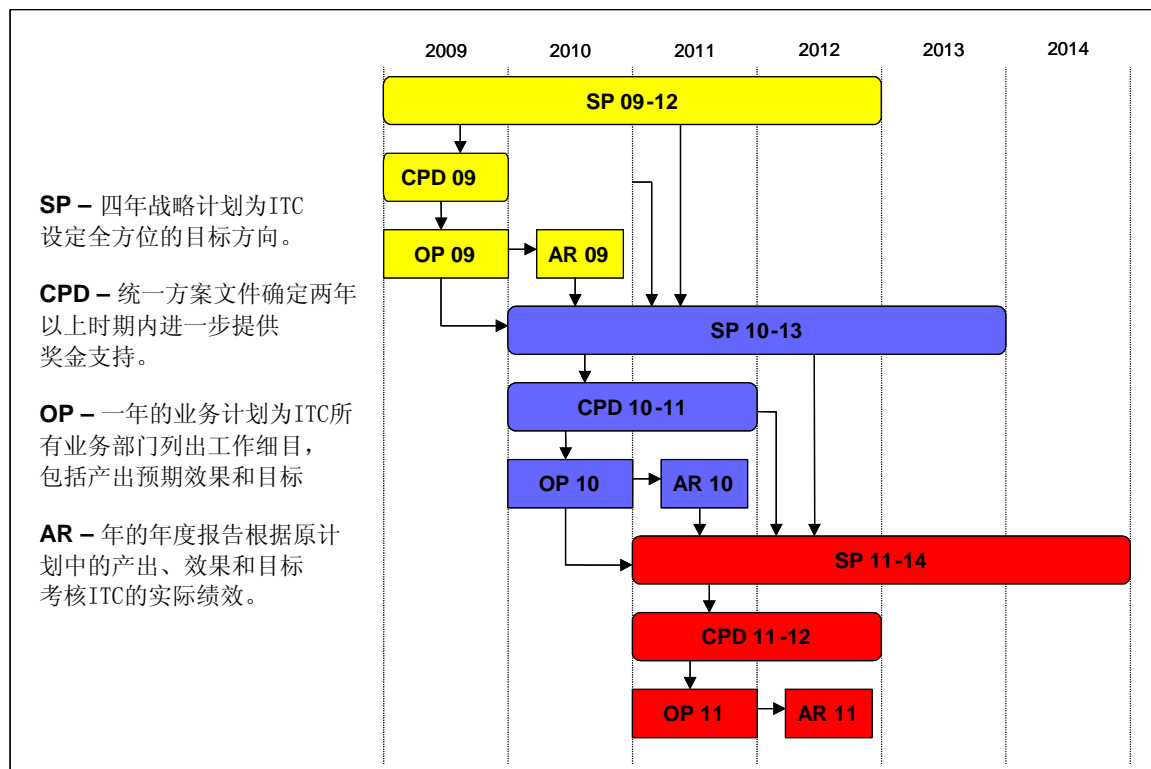 2009 2010 2011 2012 2013 2014
SP 09-12
CPD 09
OP 09
AR 09
SP – 四年战略计划为ITC
设定全方位的目标方向。
CPD – 统一方案文件确定两年
以上时期内进一步提供
奖金支持。
OP – 一年的业务计划为ITC所
有业务部门列出工作细目，
包括产出预期效果和目标
AR – 年的年度报告根据原计
划中的产出、效果和目标
考核ITC的实际绩效。
SP 10-13
CPD 10-11
OP 10
AR 10
SP 11-14
CPD 11-12
OP 11
AR 11